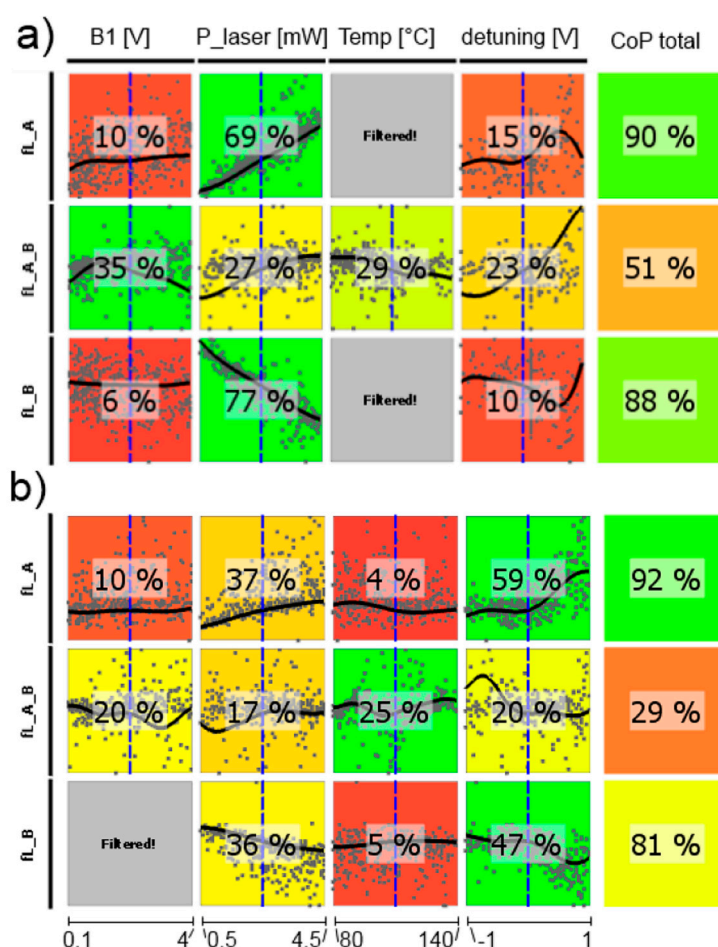 a)
B1 [V] P_laser [mW] Temp [°C] detuning [V] CoP total
fL_A 10 % 69 % Filtered! 15 % 90 %
fL_A_B 35 % 27 % 29 % 23 % 51 %
fL_B 6 % 77 % Filtered! 10 % 88 %
b)
fL_A 10 % 37 % 4 % 59 % 92 %
fL_A_B 20 % 17 % 25 % 20 % 29 %
fL_B Filtered! 36 % 5 % 47 % 81 %
0.1 4 0.5 4.5 80 140 -1 1